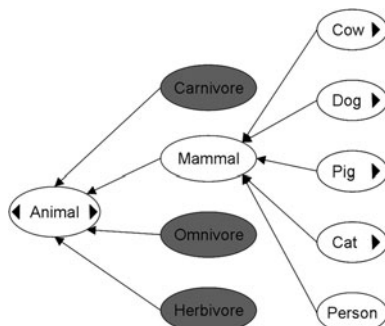 Cow
Carnivore
Dog
Mammal
Pig
Animal
Omnivore
Cat
Herbivore
Person